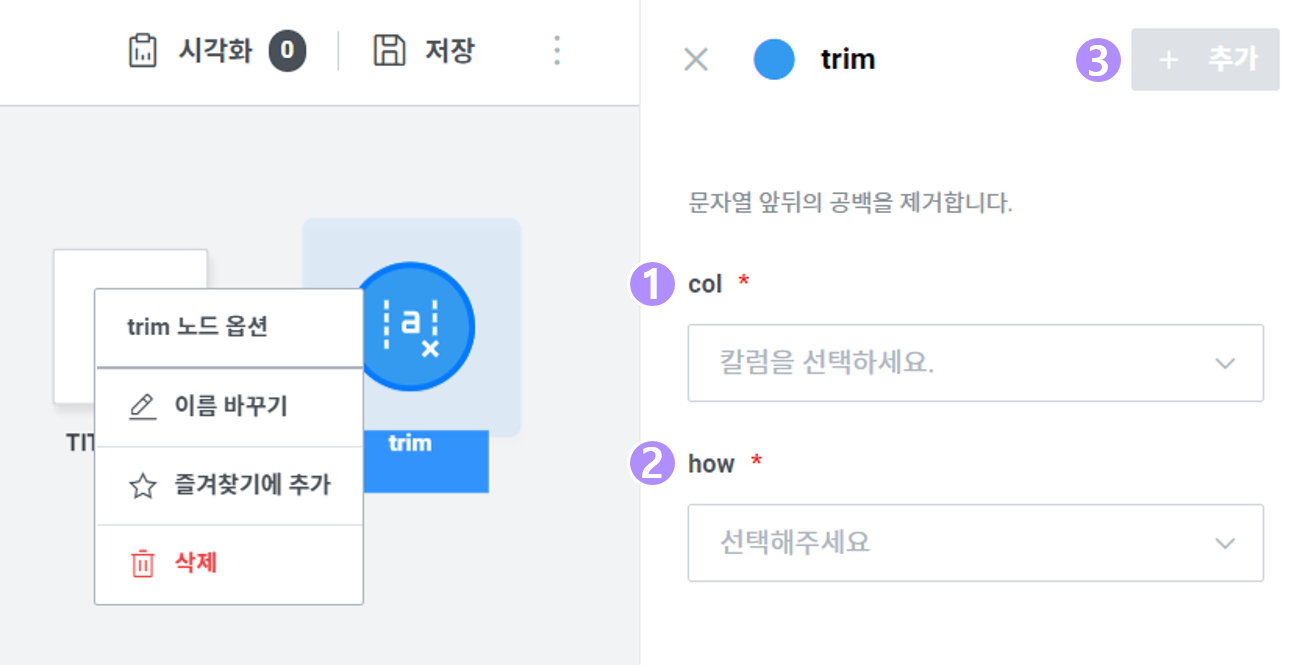 시각화 0 저장
trim 노드 옵션
이름 바꾸기
즐겨찾기에 추가
삭제
a
trim
trim
3 + 추가
문자열 앞뒤의 공백을 제거합니다.
1 col *
칼럼을 선택하세요.
2 how *
선택해주세요